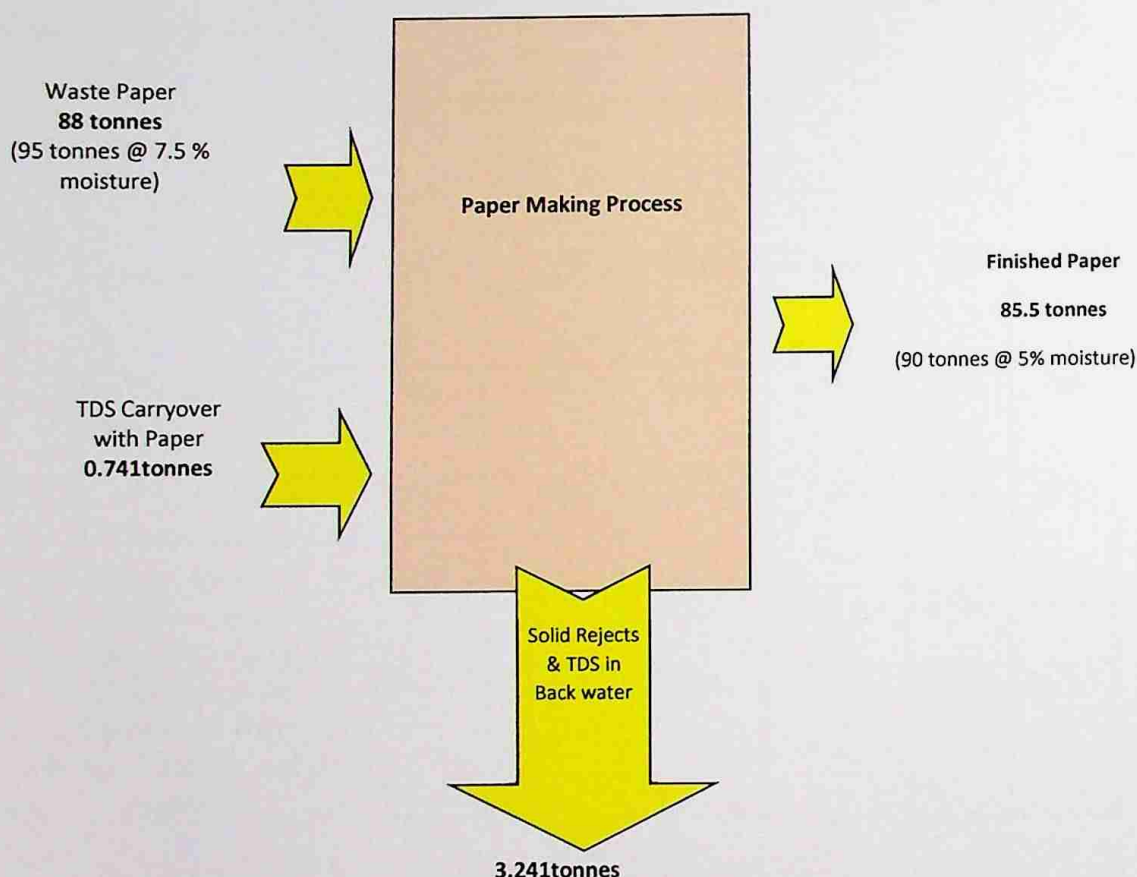 Waste Paper
88 tonnes
(95 tonnes @ 7.5 %
moisture)
Paper Making Process
Finished Paper
85.5 tonnes
(90 tonnes @ 5% moisture)
TDS Carryover
with Paper
0.741tonnes
Solid Rejects
& TDS in
Back water
3.241tonnes